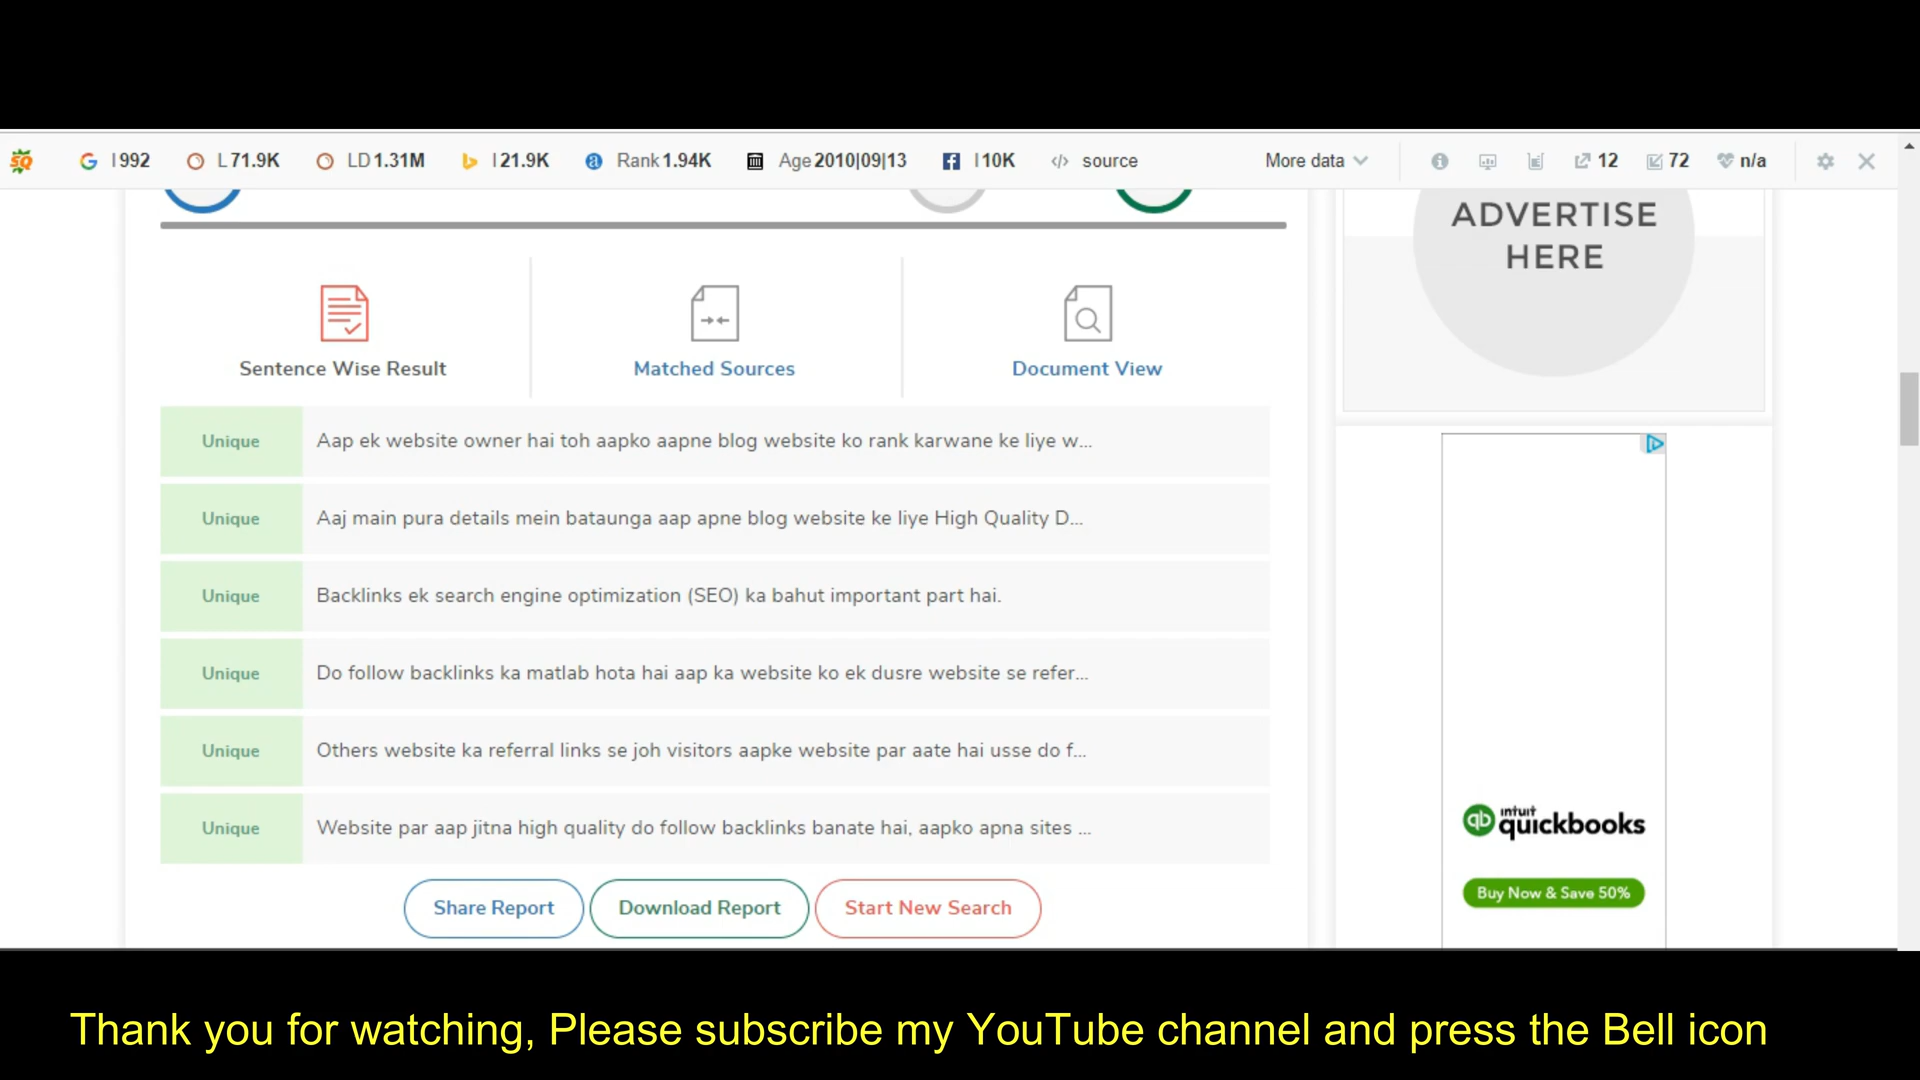 SQ I 992 L 71.9K LD 1.31M I 21.9K Rank 1.94K Age 2010|09|13 I 10K </> source More data 12 72 n/a
ADVERTISE
HERE
Sentence Wise Result Matched Sources Document View
Unique Aap ek website owner hai toh aapko aapne blog website ko rank karwane ke liye w...
Unique Aaj main pura details mein bataunga aap apne blog website ke liye High Quality D...
Unique Backlinks ek search engine optimization (SEO) ka bahut important part hai.
Unique Do follow backlinks ka matlab hota hai aap ka website ko ek dusre website se refer...
Unique Others website ka referral links se joh visitors aapke website par aate hai usse do f...
Unique Website par aap jitna high quality do follow backlinks banate hai, aapko apna sites ...
intuit
quickbooks
Buy Now & Save 50%
Share Report Download Report Start New Search
Thank you for watching, Please subscribe my YouTube channel and press the Bell icon